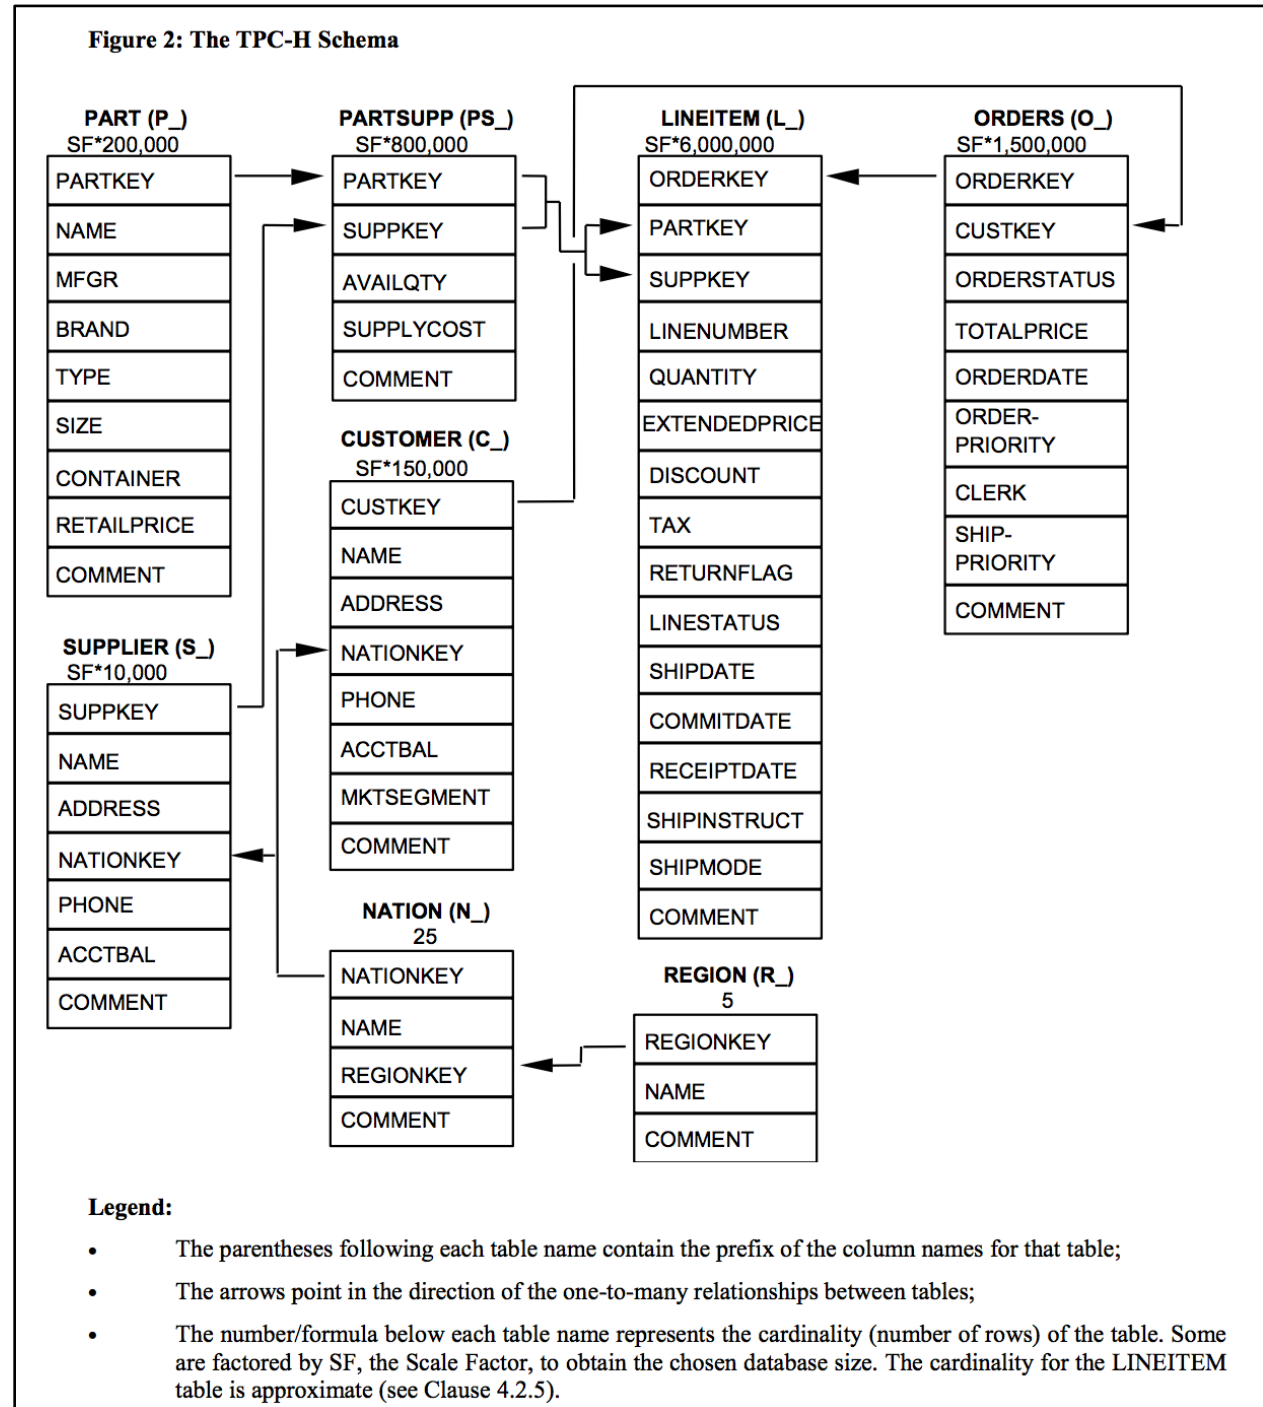 Figure 2: The TPC-H Schema
PART (P_)
SF*200,000
PARTKEY
NAME
MFGR
BRAND
TYPE
SIZE
CONTAINER
RETAILPRICE
COMMENT
SUPPLIER (S_)
SF*10,000
SUPPKEY
NAME
ADDRESS
NATIONKEY
PHONE
ACCTBAL
COMMENT
PARTSUPP (PS_)
SF*800,000
PARTKEY
SUPPKEY
AVAILQTY
SUPPLYCOST
COMMENT
CUSTOMER (C_)
SF*150,000
CUSTKEY
NAME
ADDRESS
NATIONKEY
PHONE
ACCTBAL
MKTSEGMENT
COMMENT
NATION (N_)
25
NATIONKEY
NAME
REGIONKEY
COMMENT
LINEITEM (L_)
SF*6,000,000
ORDERKEY
PARTKEY
SUPPKEY
LINENUMBER
QUANTITY
EXTENDEDPRICE
DISCOUNT
TAX
RETURNFLAG
LINESTATUS
SHIPDATE
COMMITDATE
RECEIPTDATE
SHIPINSTRUCT
SHIPMODE
COMMENT
REGION (R_)
5
REGIONKEY
NAME
COMMENT
ORDERS (O_)
SF*1,500,000
ORDERKEY
CUSTKEY
ORDERSTATUS
TOTALPRICE
ORDERDATE
ORDER-
PRIORITY
CLERK
SHIP-
PRIORITY
COMMENT
Legend:
• The parentheses following each table name contain the prefix of the column names for that table;
• The arrows point in the direction of the one-to-many relationships between tables;
• The number/formula below each table name represents the cardinality (number of rows) of the table. Some
are factored by SF, the Scale Factor, to obtain the chosen database size. The cardinality for the LINEITEM
table is approximate (see Clause 4.2.5).